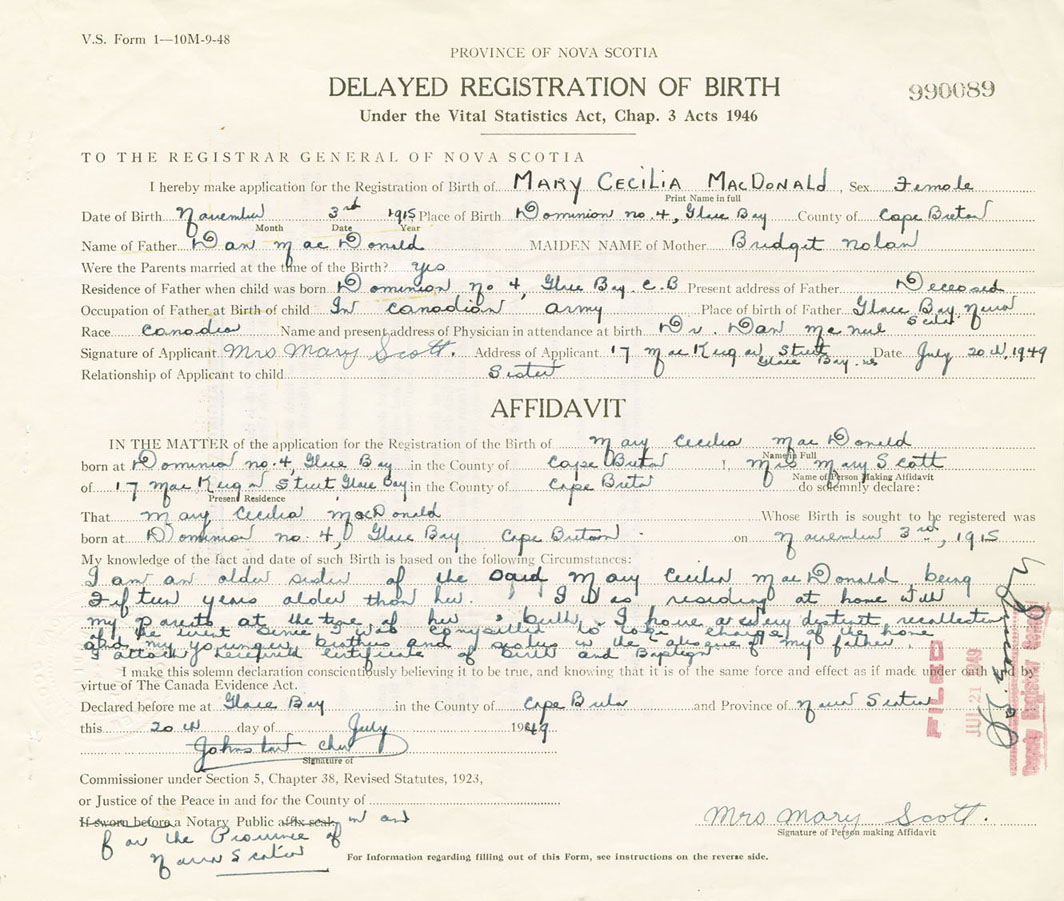 V.S. Form 1—10M-9-48
PROVINCE OF NOVA SCOTIA
DELAYED REGISTRATION OF BIRTH
990089
Under the Vital Statistics Act, Chap. 3 Acts 1946
TO THE REGISTRAR GENERAL OF NOVA SCOTIA
I hereby make application for the Registration of Birth of MARY CECILIA MACDONALD, Sex Female
Print Name in full
Date of Birth November 3rd 1915 Place of Birth Dominion no. 4, Glace Bay County of Cape Breton
Month Date Year
Name of Father Dan MacDonald MAIDEN NAME of Mother Bridget Nolan
Were the Parents married at the time of the Birth? yes
Residence of Father when child was born Dominion no 4, Glace Bay C.B Present address of Father Deceased
Occupation of Father at Birth of child In Canadian army Place of birth of Father Glace Bay Nova Scotia
Race Canadian Name and present address of Physician in attendance at birth Dr. Dan McNeil
Signature of Applicant Mrs Mary Scott. Address of Applicant 17 Street Glace Bay. NS Date July 20th, 1949
Relationship of Applicant to child Sister
AFFIDAVIT
IN THE MATTER of the application for the Registration of the Birth of Mary Cecilia MacDonald
Name in Full
born at Dominion no. 4, Glace Bay in the County of Cape Breton I, Mrs Mary Scott
Name of Person Making Affidavit
of 17 Street Glace Bay in the County of Cape Breton do solemnly declare:
Present Residence
That Mary Cecilia MacDonald Whose Birth is sought to be registered was
born at Dominion no. 4, Glace Bay Cape Breton on November 3rd, 1915
My knowledge of the fact and date of such Birth is based on the following Circumstances:
I am an older sister of the said Mary Cecilia MacDonald, being
fifteen years older than her. I was residing at home with
my parents at the time of her birth. I have a very distinct recollection
of the event since I was compelled to take charge of the home
and my younger brothers and sisters in the absence of my father.
I attach required certificate of Birth and Baptism
I make this solemn declaration conscientiously believing it to be true, and knowing that it is of the same force and effect as if made under oath and by
virtue of The Canada Evidence Act.
Declared before me at Glace Bay in the County of Cape Breton and Province of Nova Scotia
this 20th day of July 1949
Signature of
Commissioner under Section 5, Chapter 38, Revised Statutes, 1923,
or Justice of the Peace in and for the County of
If sworn before a Notary Public affix seal. in and
for the Province of
Nova Scotia
Mrs Mary Scott.
Signature of Person making Affidavit
For Information regarding filling out of this Form, see instructions on the reverse side.
FILED
JUL 21 1949
Deputy Registrar General